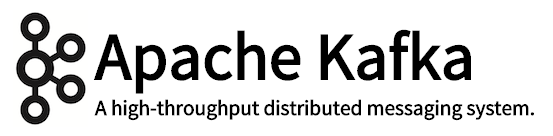 Apache Kafka
A high-throughput distributed messaging system.